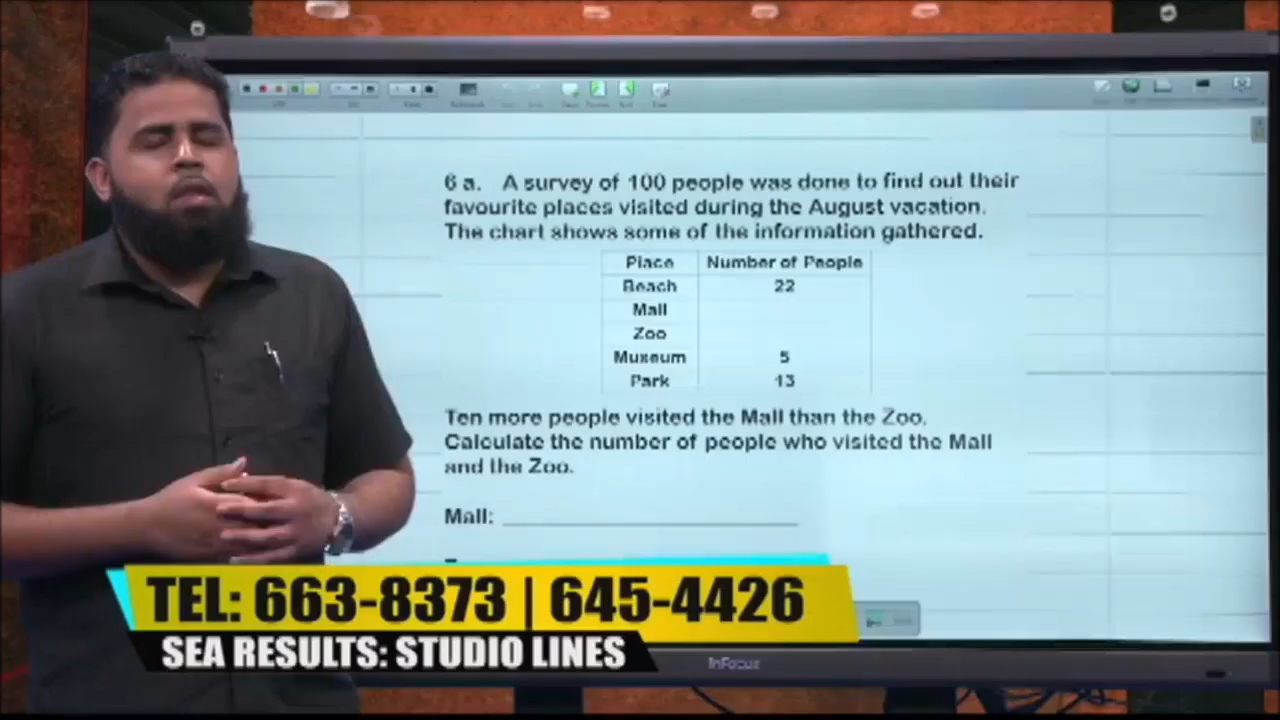 6 a. A survey of 100 people was done to find out their
favourite places visited during the August vacation.
The chart shows some of the information gathered.
Place Number of People
Beach 22
Mall
Zoo
Museum 5
Park 13
Ten more people visited the Mall than the Zoo.
Calculate the number of people who visited the Mall
and the Zoo.
Mall:
TEL: 663-8373 | 645-4426
SEA RESULTS: STUDIO LINES
InFocus